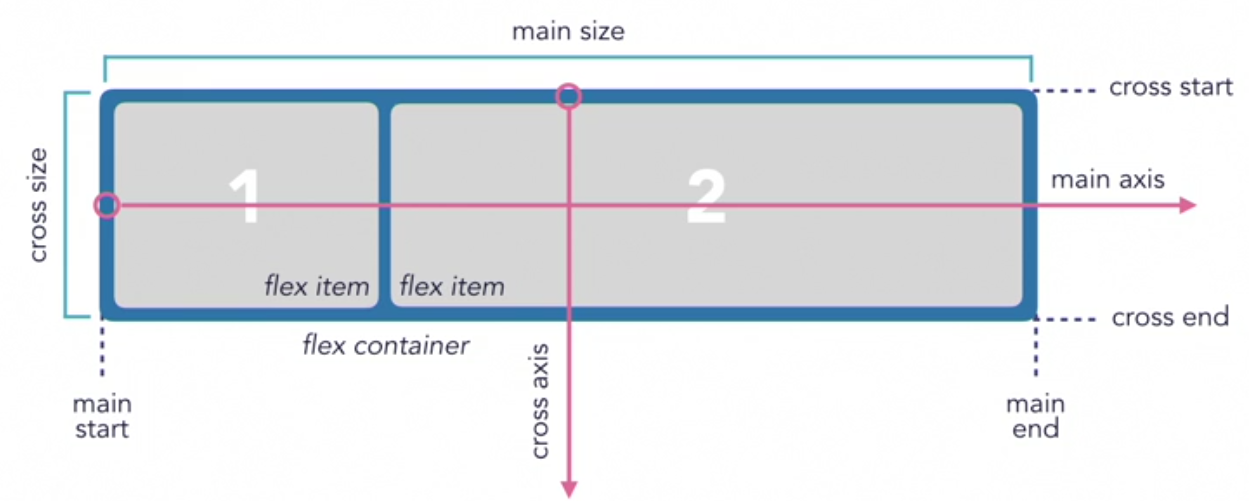 main size
cross start
cross size
1
2
main axis
flex item
flex item
cross end
flex container
cross axis
main
start
main
end